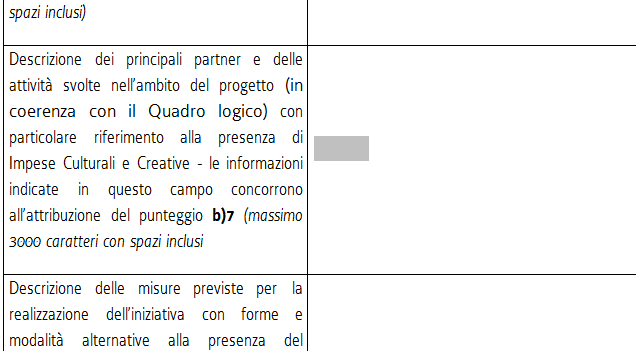 spazi inclusi)
Descrizione dei principali partner e delle
attività svolte nell'ambito del progetto (in
coerenza con il Quadro logico) con
particolare riferimento alla presenza di
Impese Culturali e Creative - le informazioni
indicate in questo campo concorrono
all'attribuzione del punteggio b)7 (massimo
3000 caratteri con spazi inclusi
Descrizione delle misure previste per la
realizzazione dell'iniziativa con forme e
modalità alternative alla presenza del